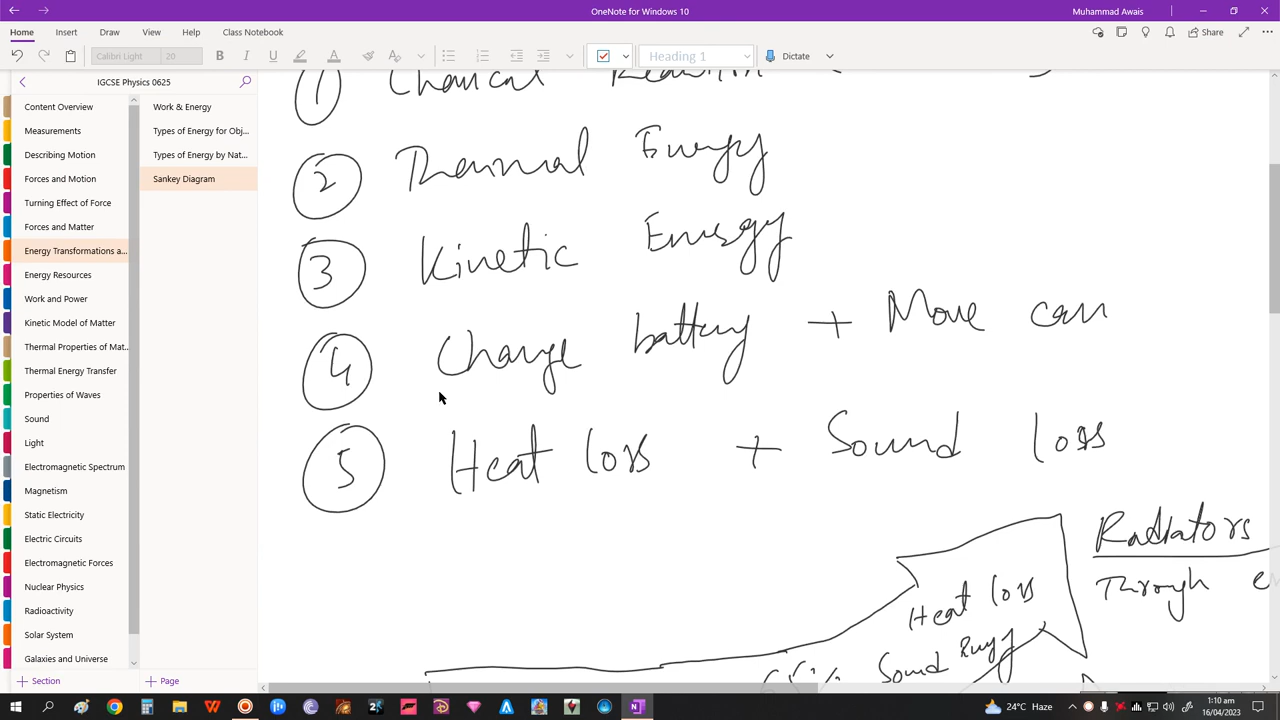 OneNote for Windows 10
Muhammad Awais
Home Insert Draw View Help Class Notebook
Share
Calibri Light 20 B I U A Heading 1 Dictate
IGCSE Physics 0625
Content Overview
Measurements
Describing Motion
Forces and Motion
Turning Effect of Force
Forces and Matter
Energy Transformations a...
Energy Resources
Work and Power
Kinetic Model of Matter
Thermal Properties of Mat...
Thermal Energy Transfer
Properties of Waves
Sound
Light
Electromagnetic Spectrum
Magnetism
Static Electricity
Electric Circuits
Electromagnetic Forces
Nuclear Physics
Radioactivity
Solar System
Galaxies and Universe
+ Section
Work & Energy
Types of Energy for Obj...
Types of Energy by Nat...
Sankey Diagram
+ Page
1
2 Thermal Energy
3 Kinetic Energy
4 Charge battery + Move car
5 Heat loss + Sound loss
Radiators
Through
Heat loss
Sound
24°C Haze
1:10 am
16/04/2023